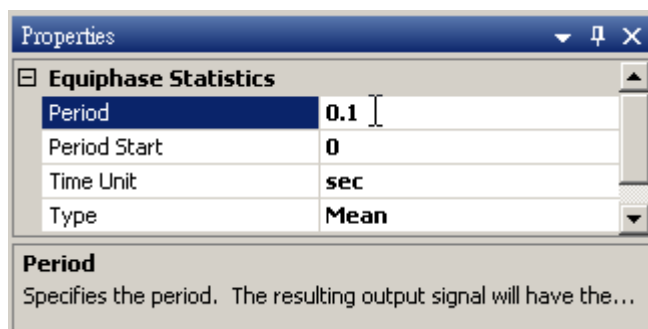 Properties
Equiphase Statistics
Period 0.1
Period Start 0
Time Unit sec
Type Mean
Period
Specifies the period. The resulting output signal will have the...